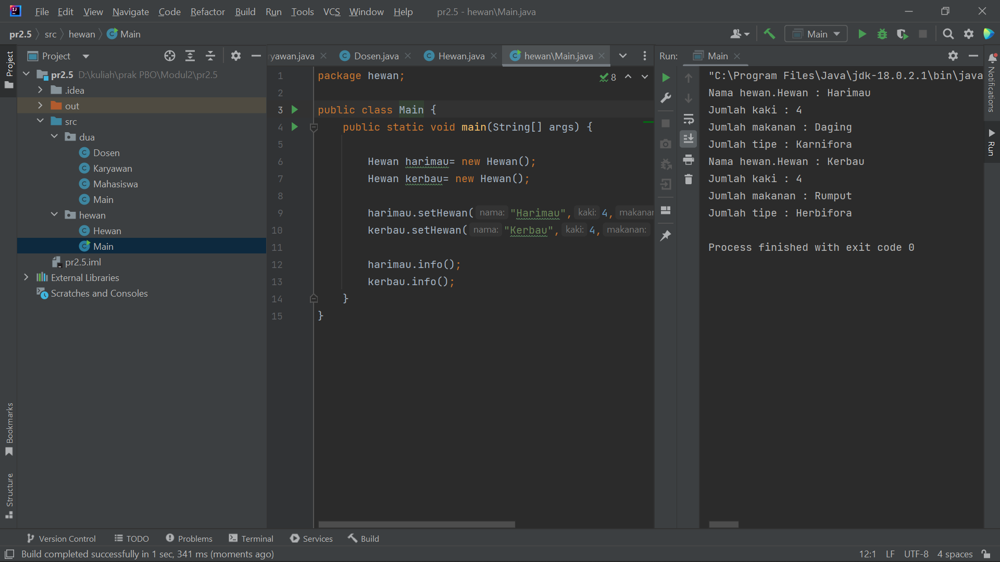 File Edit View Navigate Code Refactor Build Run Tools VCS Window Help pr2.5 - hewan\Main.java
pr2.5 src hewan Main
Main
Project
Project
ryawan.java Dosen.java Hewan.java hewan\Main.java
Run: Main
Notifications
Run
pr2.5 D:\kuliah\prak PBO\Modul2\pr2.5
.idea
out
src
dua
Dosen
Karyawan
Mahasiswa
Main
hewan
Hewan
Main
pr2.5.iml
External Libraries
Scratches and Consoles
8
1 package hewan;
2
3 public class Main {
4 public static void main(String[] args) {
5
6 Hewan harimau= new Hewan();
7 Hewan kerbau= new Hewan();
8
9 harimau.setHewan( nama: "Harimau", kaki: 4, makanan
10 kerbau.setHewan( nama: "Kerbau", kaki: 4, makanan:
11
12 harimau.info();
13 kerbau.info();
14 }
15 }
"C:\Program Files\Java\jdk-18.0.2.1\bin\java
Nama hewan.Hewan : Harimau
Jumlah kaki : 4
Jumlah makanan : Daging
Jumlah tipe : Karnifora
Nama hewan.Hewan : Kerbau
Jumlah kaki : 4
Jumlah makanan : Rumput
Jumlah tipe : Herbifora
Process finished with exit code 0
Bookmarks
Structure
Version Control TODO Problems Terminal Services Build
Build completed successfully in 1 sec, 341 ms (moments ago)
12:1 LF UTF-8 4 spaces